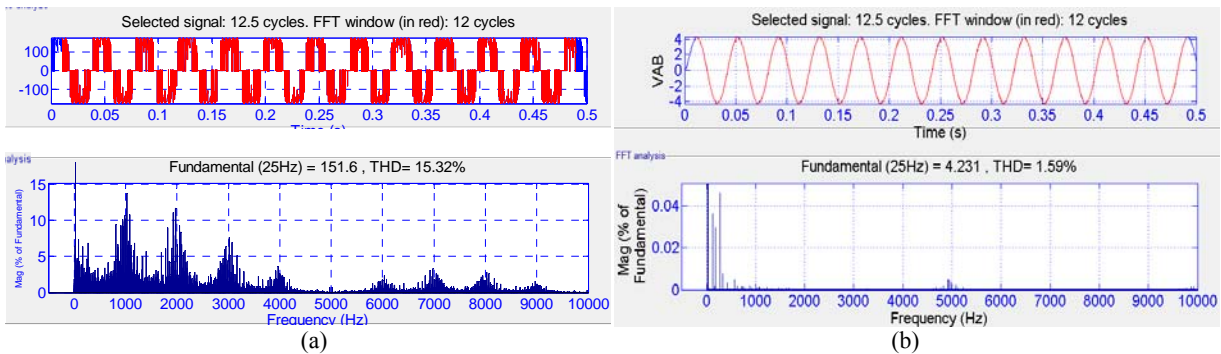 Selected signal: 12.5 cycles. FFT window (in red): 12 cycles
100
0
-100
0 0.05 0.1 0.15 0.2 0.25 0.3 0.35 0.4 0.45 0.5
Time (s)
Fundamental (25Hz) = 151.6 , THD= 15.32%
Mag (% of Fundamental)
15
10
5
0
0 1000 2000 3000 4000 5000 6000 7000 8000 9000 10000
Frequency (Hz)
(a)
Selected signal: 12.5 cycles. FFT window (in red): 12 cycles
VAB
4
2
0
-2
-4
0 0.05 0.1 0.15 0.2 0.25 0.3 0.35 0.4 0.45 0.5
Time (s)
FFT analysis
Fundamental (25Hz) = 4.231 , THD= 1.59%
Mag (% of
Fundamental)
0.04
0.02
0
0 1000 2000 3000 4000 5000 6000 7000 8000 9000 10000
Frequency (Hz)
(b)